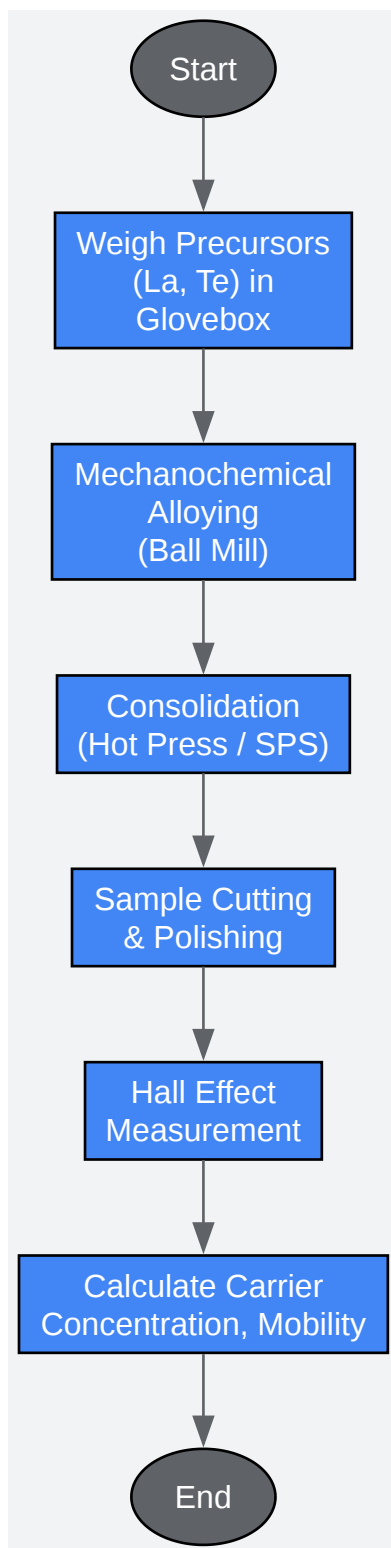 Start
Weigh Precursors
(La, Te) in
Glovebox
Mechanochemical
Alloying
(Ball Mill)
Consolidation
(Hot Press / SPS)
Sample Cutting
& Polishing
Hall Effect
Measurement
Calculate Carrier
Concentration, Mobility
End